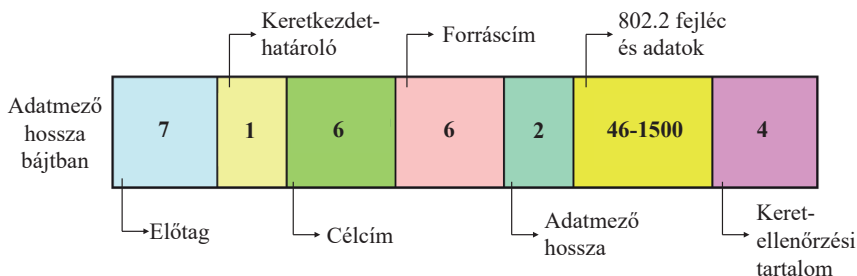 Keretkezdet-
határoló
Forráscím
802.2 fejléc
és adatok
Adatmező
hossza
bájtban
7
1
6
6
2
46-1500
4
Előtag
Célcím
Adatmező
hossza
Keret-
ellenőrzési
tartalom